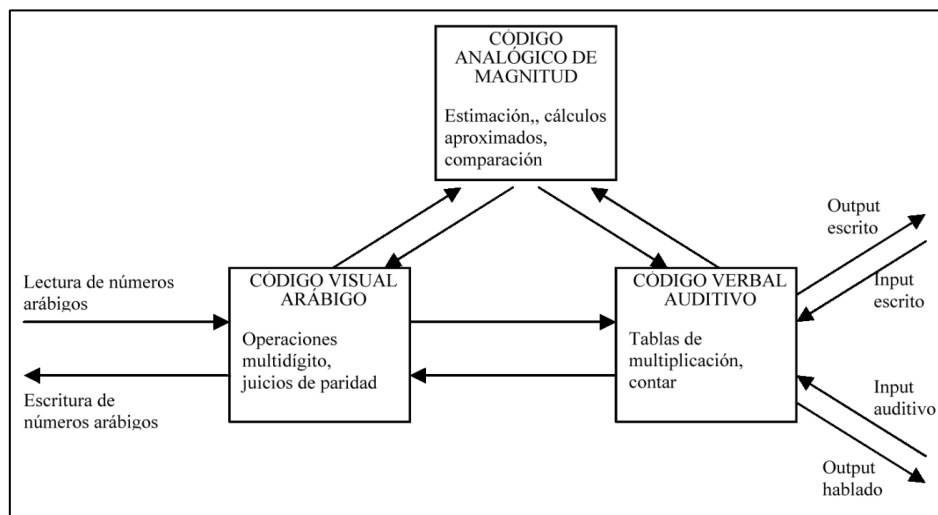 CÓDIGO
ANALÓGICO DE
MAGNITUD
Estimación,, cálculos
aproximados,
comparación
Output
escrito
Input
escrito
Lectura de números
arábigos
CÓDIGO VISUAL
ARÁBIGO
Operaciones
multidígito,
juicios de paridad
CÓDIGO VERBAL
AUDITIVO
Tablas de
multiplicación,
contar
Escritura de
números arábigos
Input
auditivo
Output
hablado